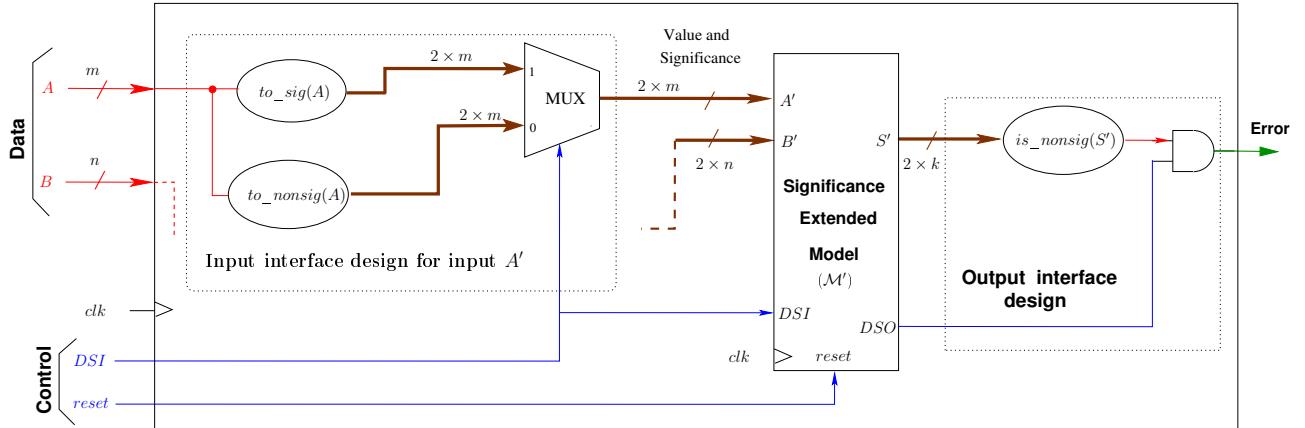 Data
A
m
B
n
clk
Control
DSI
reset
to_sig(A)
to_nonsig(A)
2 × m
2 × m
1
0
MUX
Input interface design for input A′
Value and
Significance
2 × m
2 × n
A′
B′
S′
Significance
Extended
Model
(M′)
DSI
DSO
clk
reset
2 × k
is_nonsig(S′)
Output interface
design
Error